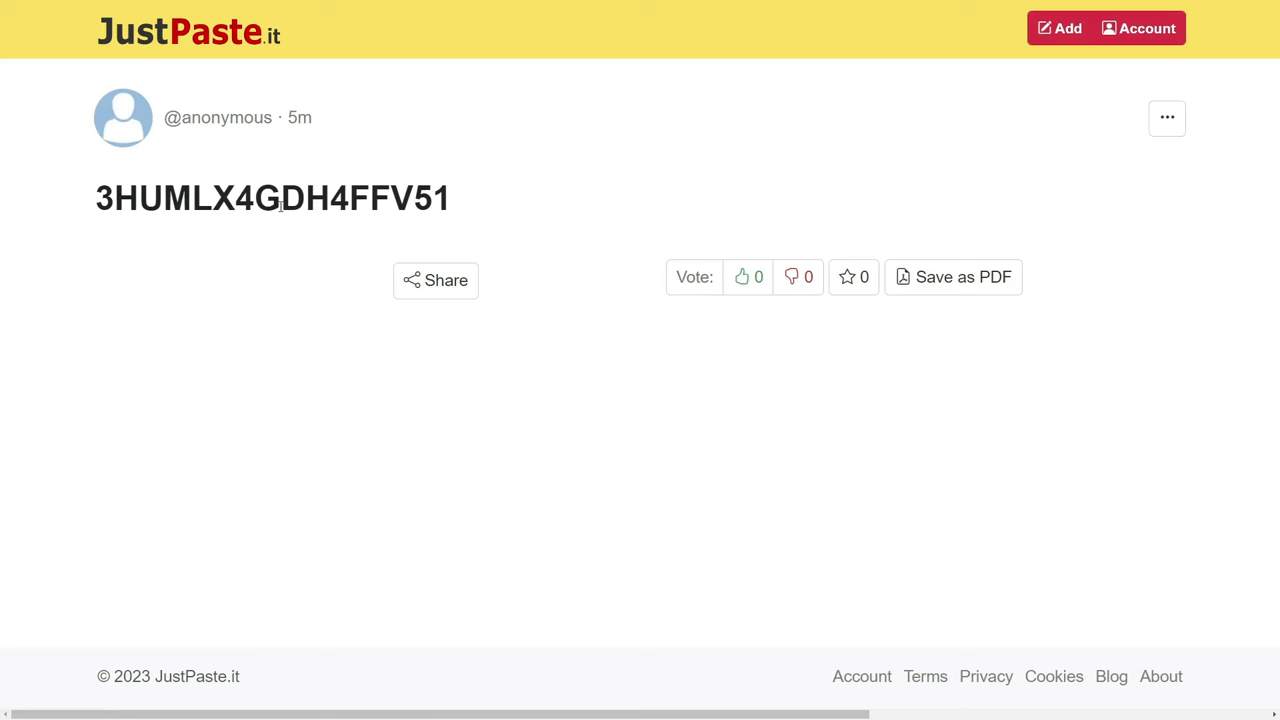 JustPaste.it
Add Account
@anonymous · 5m
3HUMLX4GDH4FFV51
Share
Vote: 0 0 0 Save as PDF
© 2023 JustPaste.it
Account Terms Privacy Cookies Blog About